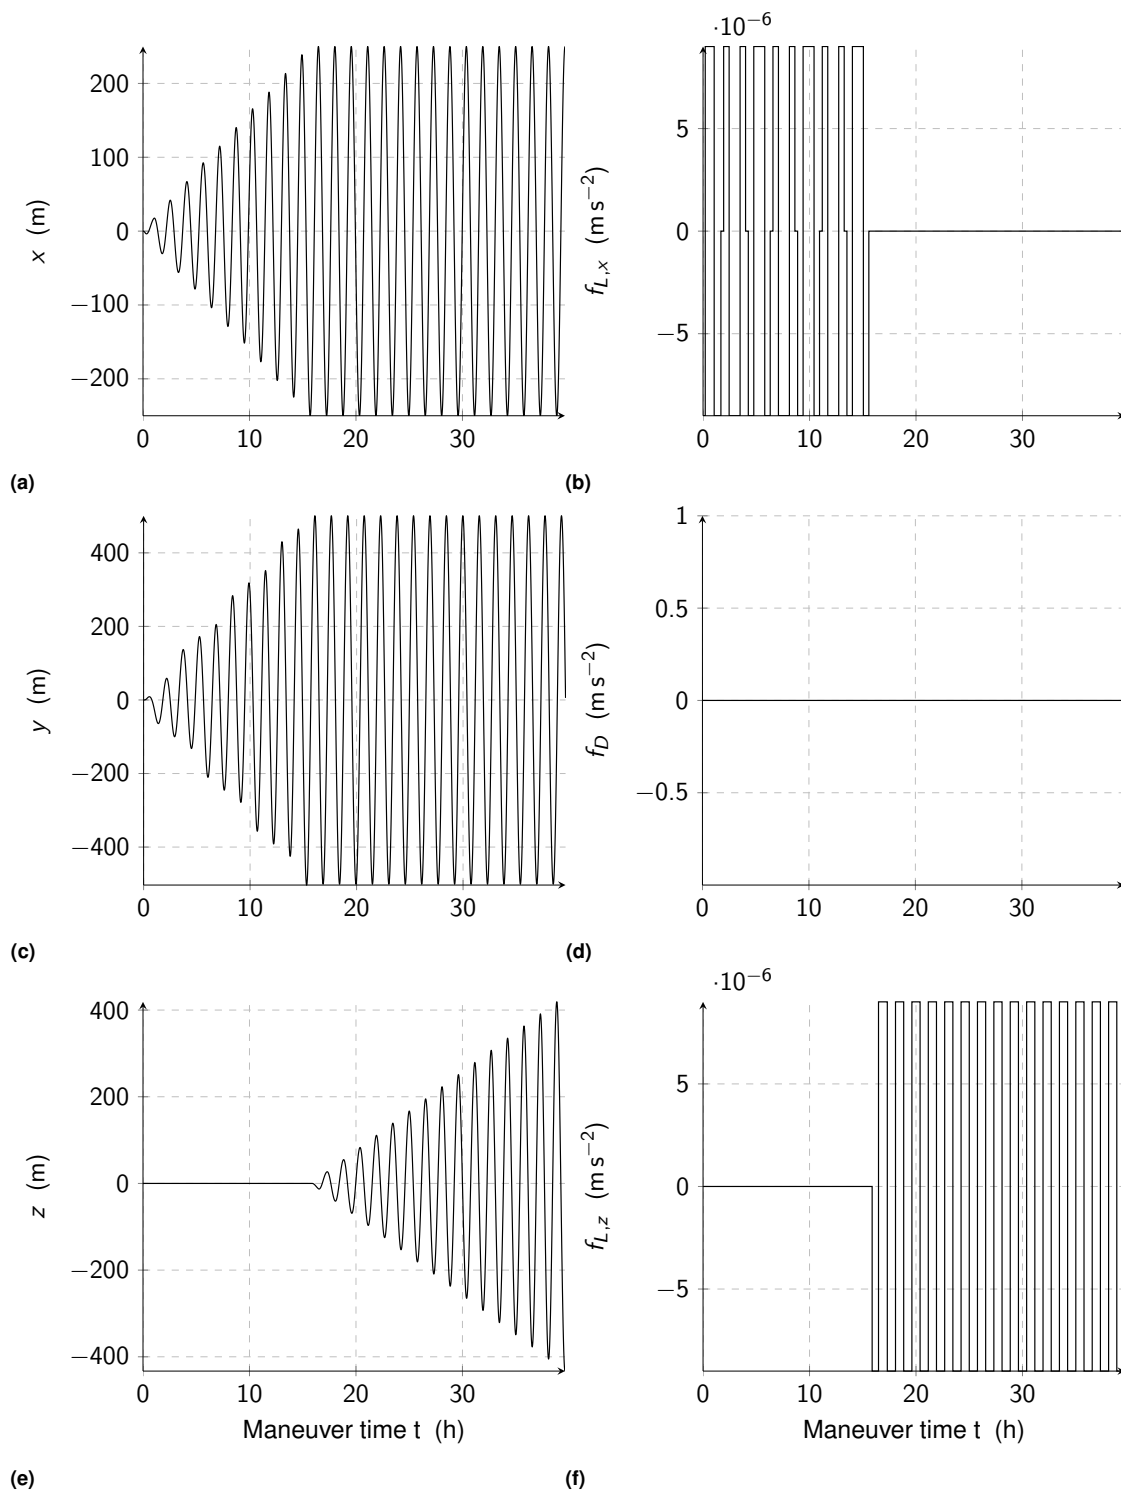 ·10⁻⁶
200
100
0
−100
−200
x (m)
0 10 20 30
5
0
−5
f_{L,x} (m s⁻²)
0 10 20 30
(a)
(b)
400
200
0
−200
−400
y (m)
0 10 20 30
1
0.5
0
−0.5
f_D (m s⁻²)
0 10 20 30
(c)
(d)
·10⁻⁶
400
200
0
−200
−400
z (m)
0 10 20 30
Maneuver time t (h)
5
0
−5
f_{L,z} (m s⁻²)
0 10 20 30
Maneuver time t (h)
(e)
(f)